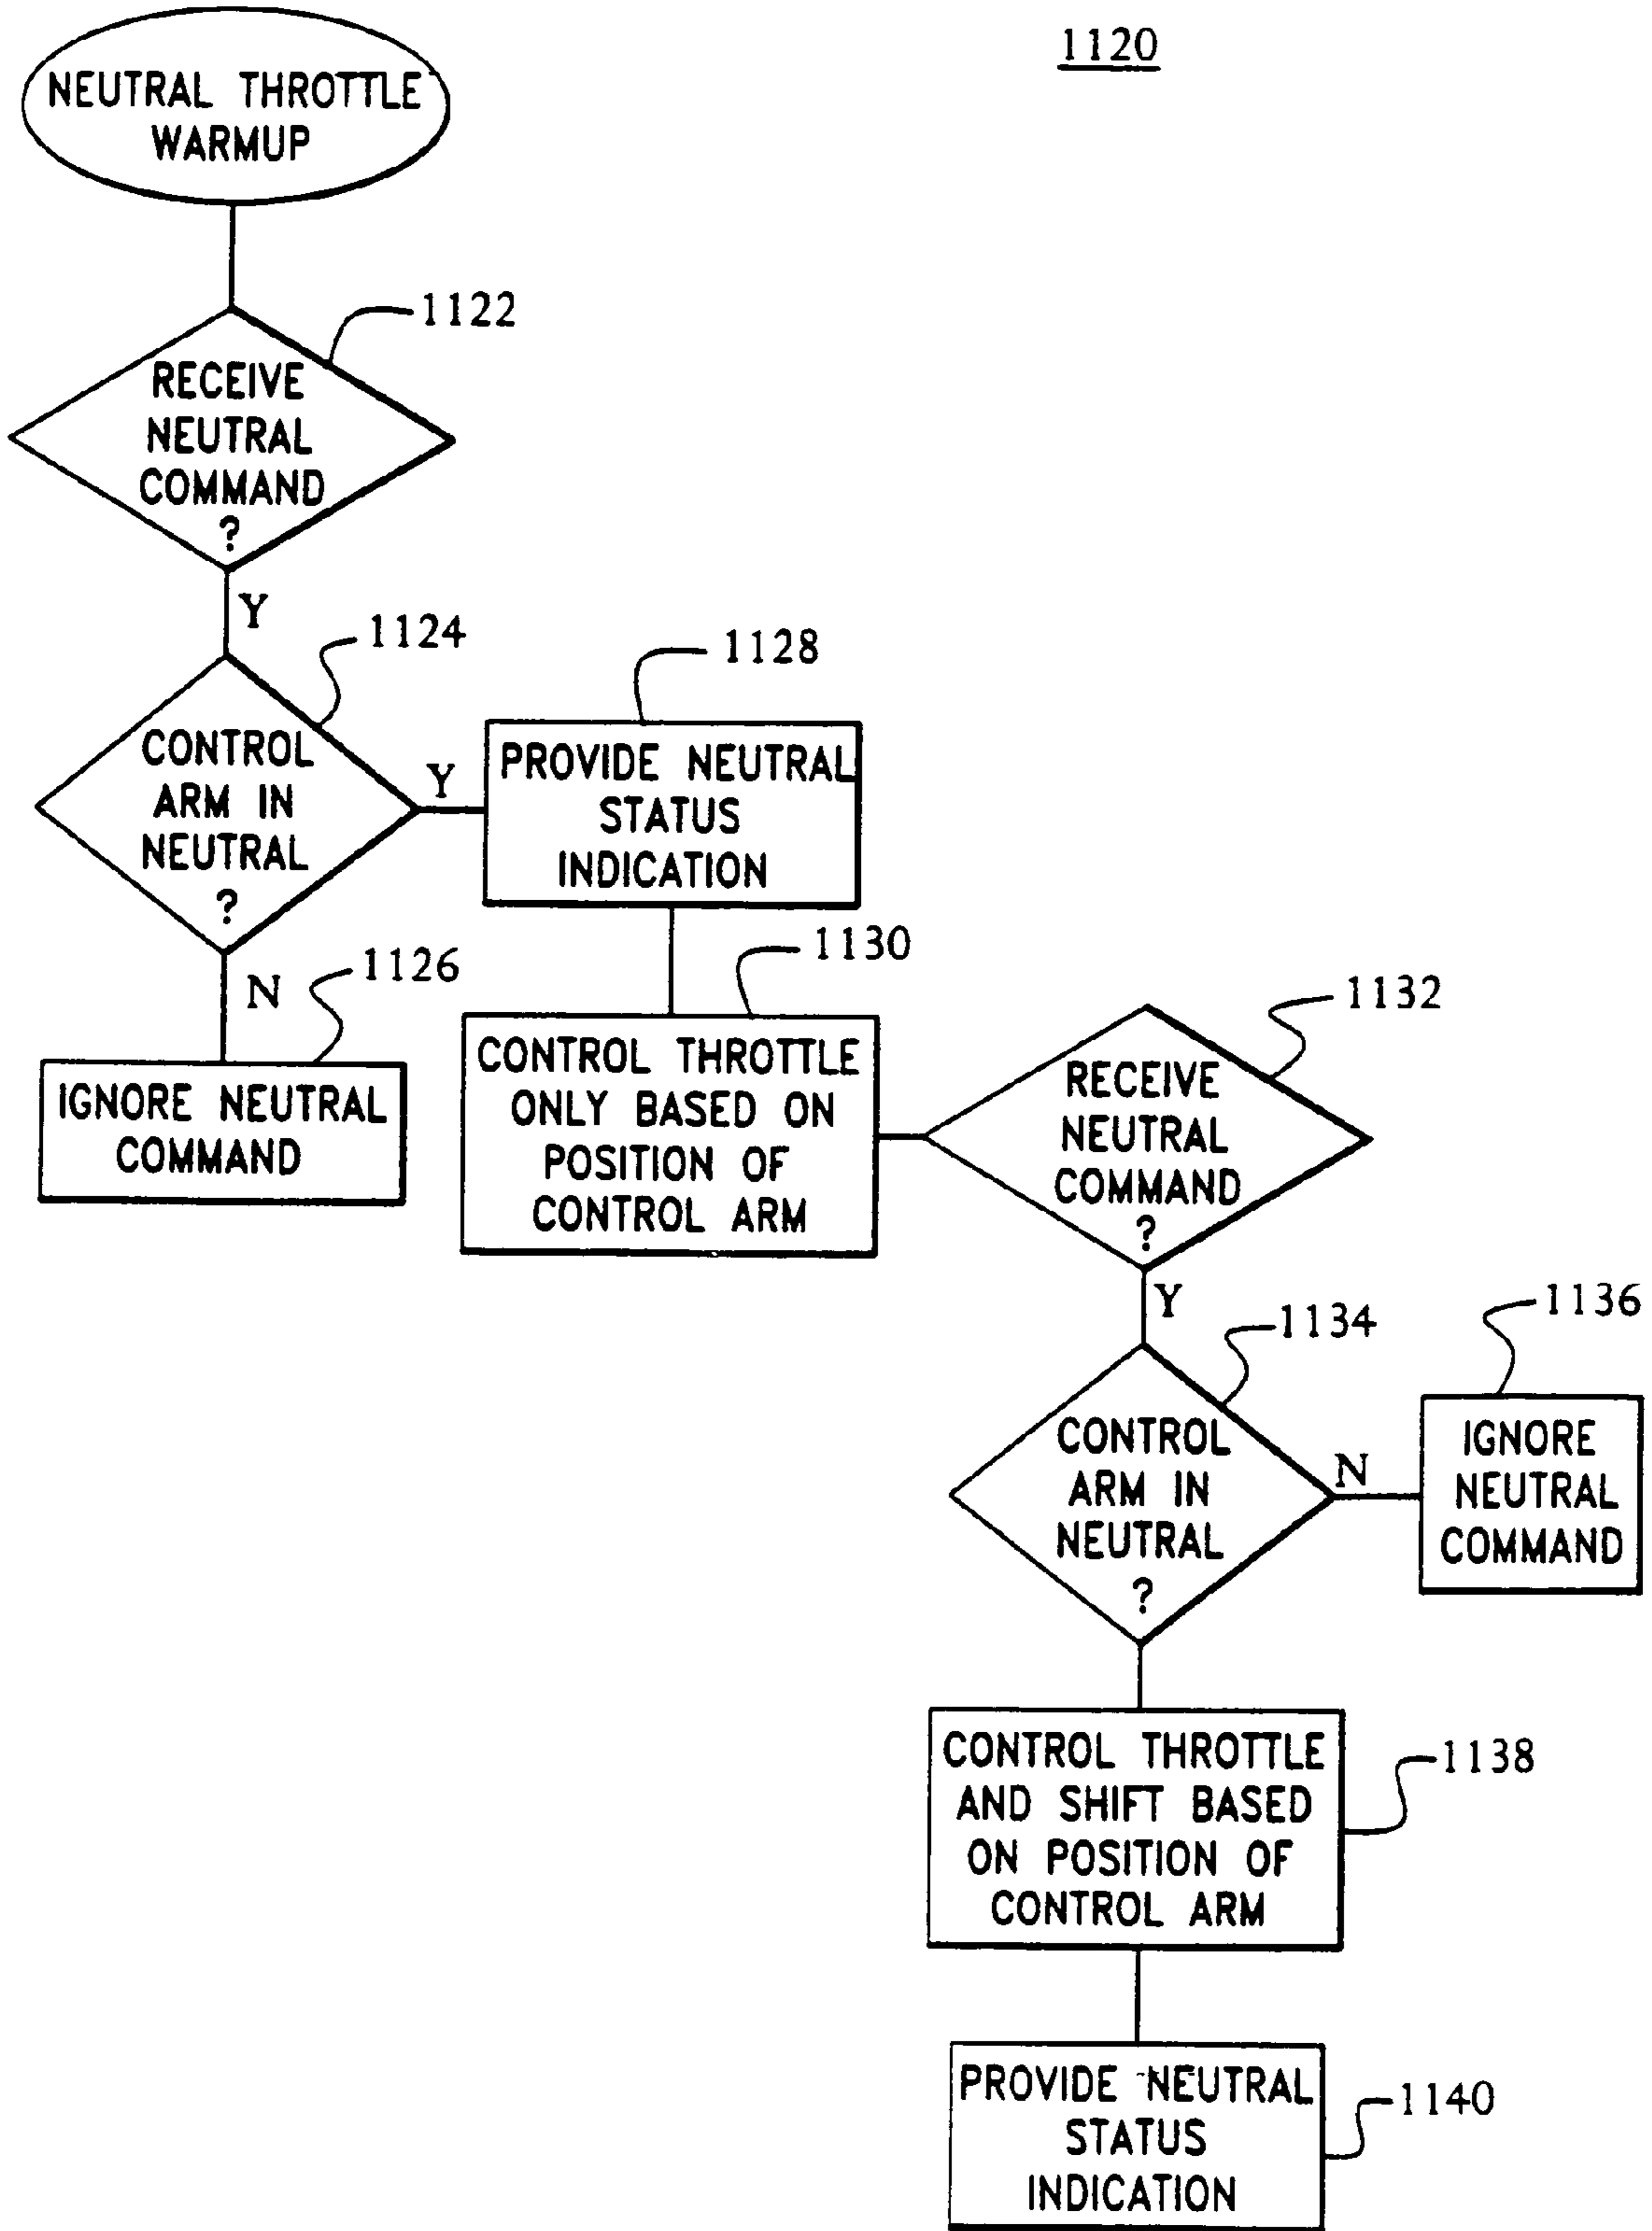 1120
NEUTRAL THROTTLE
WARMUP
1122
RECEIVE
NEUTRAL
COMMAND
?
Y
1124
CONTROL
ARM IN
NEUTRAL
?
Y
1128
PROVIDE NEUTRAL
STATUS
INDICATION
N
1126
IGNORE NEUTRAL
COMMAND
1130
CONTROL THROTTLE
ONLY BASED ON
POSITION OF
CONTROL ARM
1132
RECEIVE
NEUTRAL
COMMAND
?
Y
1134
CONTROL
ARM IN
NEUTRAL
?
N
1136
IGNORE
NEUTRAL
COMMAND
CONTROL THROTTLE
AND SHIFT BASED
ON POSITION OF
CONTROL ARM
1138
PROVIDE NEUTRAL
STATUS
INDICATION
1140